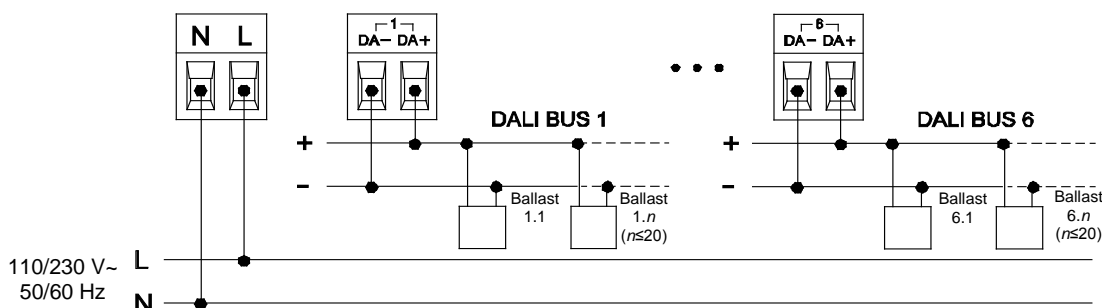 N L
1
DA– DA+
• • •
6
DA– DA+
DALI BUS 1
DALI BUS 6
+
–
Ballast
1.1
Ballast
1.n
(n≤20)
+
–
Ballast
6.1
Ballast
6.n
(n≤20)
110/230 V~
50/60 Hz
L
N